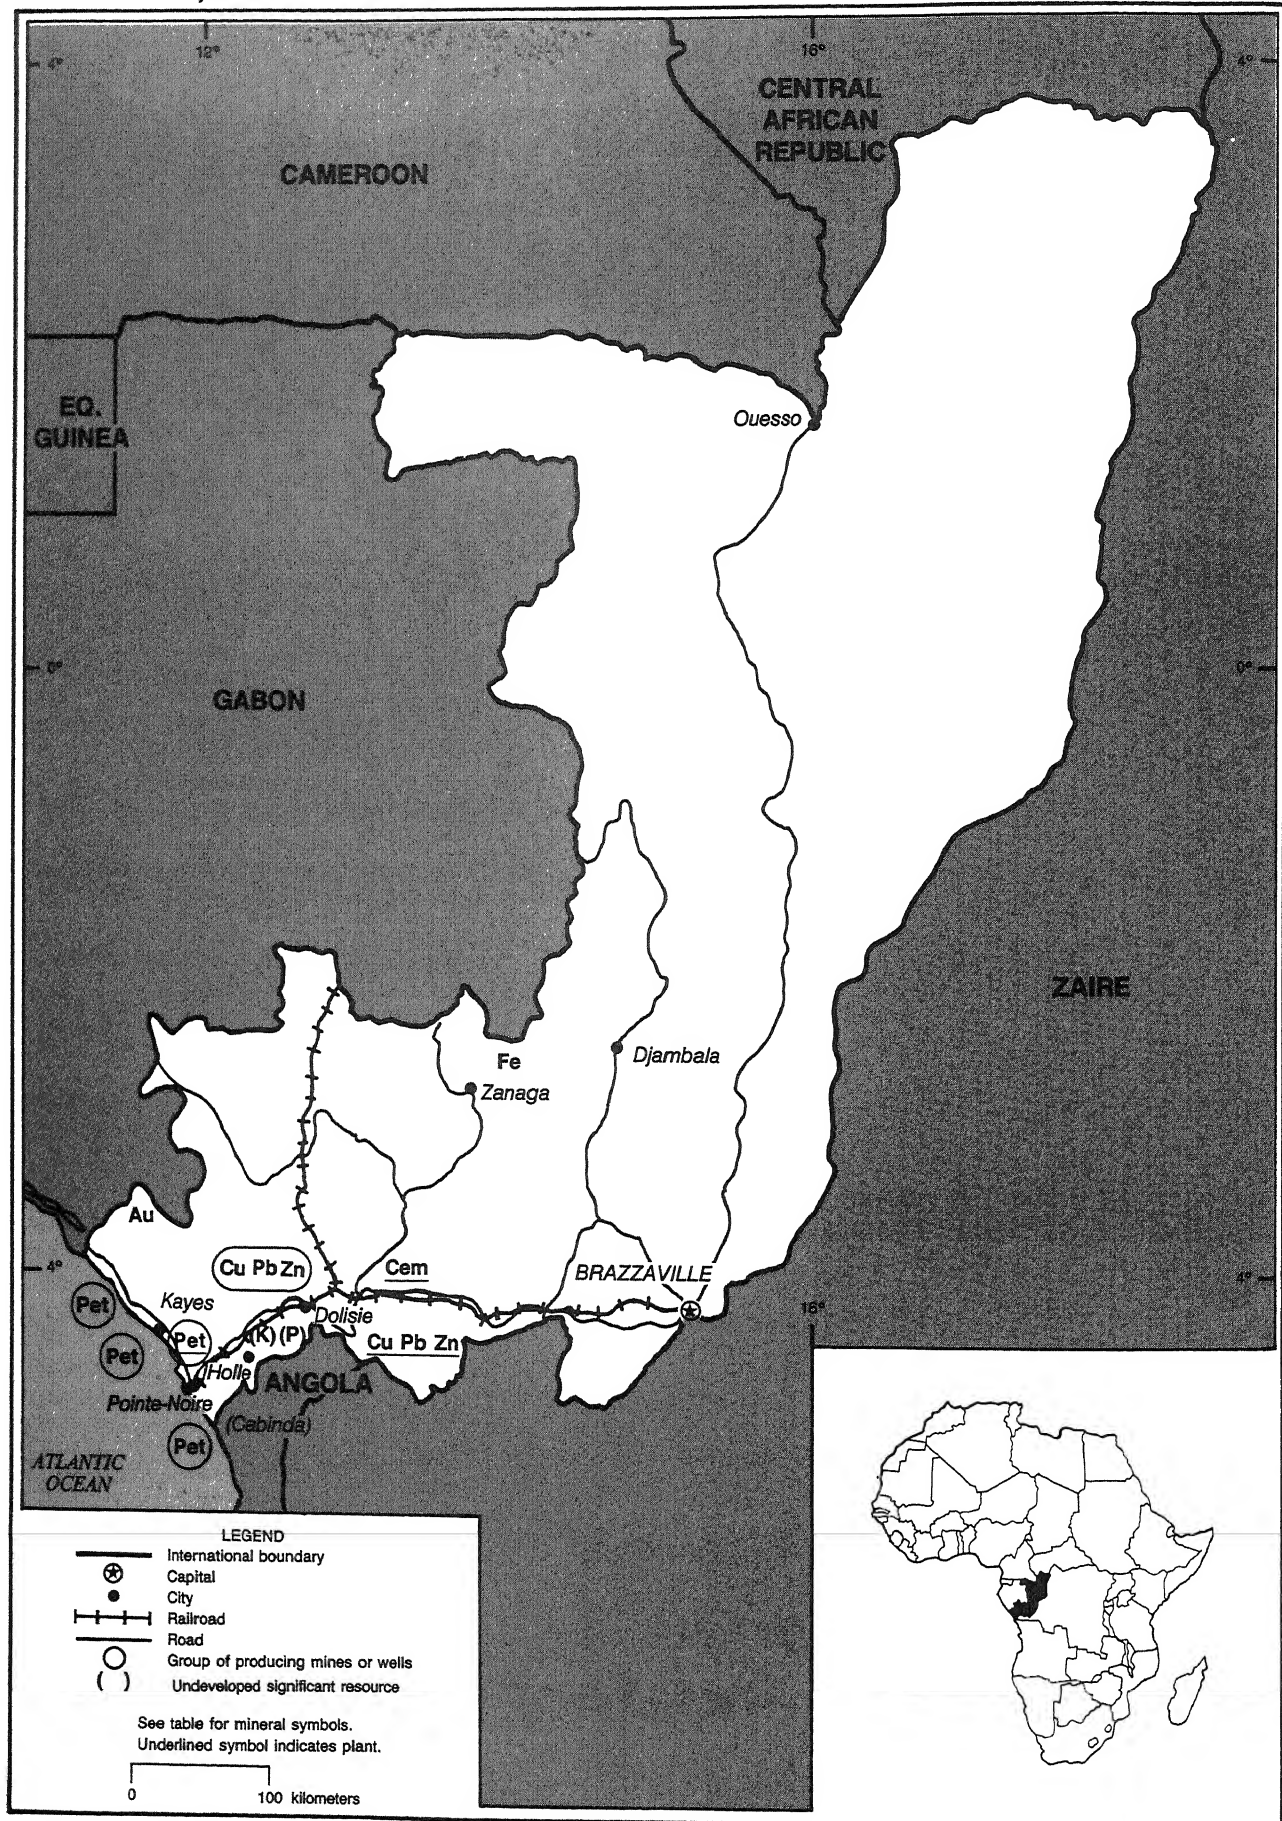 12°
16°
4°
4°
CENTRAL
AFRICAN
REPUBLIC
CAMEROON
EQ.
GUINEA
Ouesso
0°
0°
GABON
ZAIRE
Fe
Djambala
Zanaga
Au
4°
Cu Pb Zn
Cem
BRAZZAVILLE
4°
Pet
Kayes
Dolisie
16°
Pet
(K) (P)
Cu Pb Zn
Pet
Holle
ANGOLA
Pointe-Noire
(Cabinda)
Pet
ATLANTIC
OCEAN
LEGEND
International boundary
Capital
City
Railroad
Road
Group of producing mines or wells
( ) Undeveloped significant resource
See table for mineral symbols.
Underlined symbol indicates plant.
0 100 kilometers